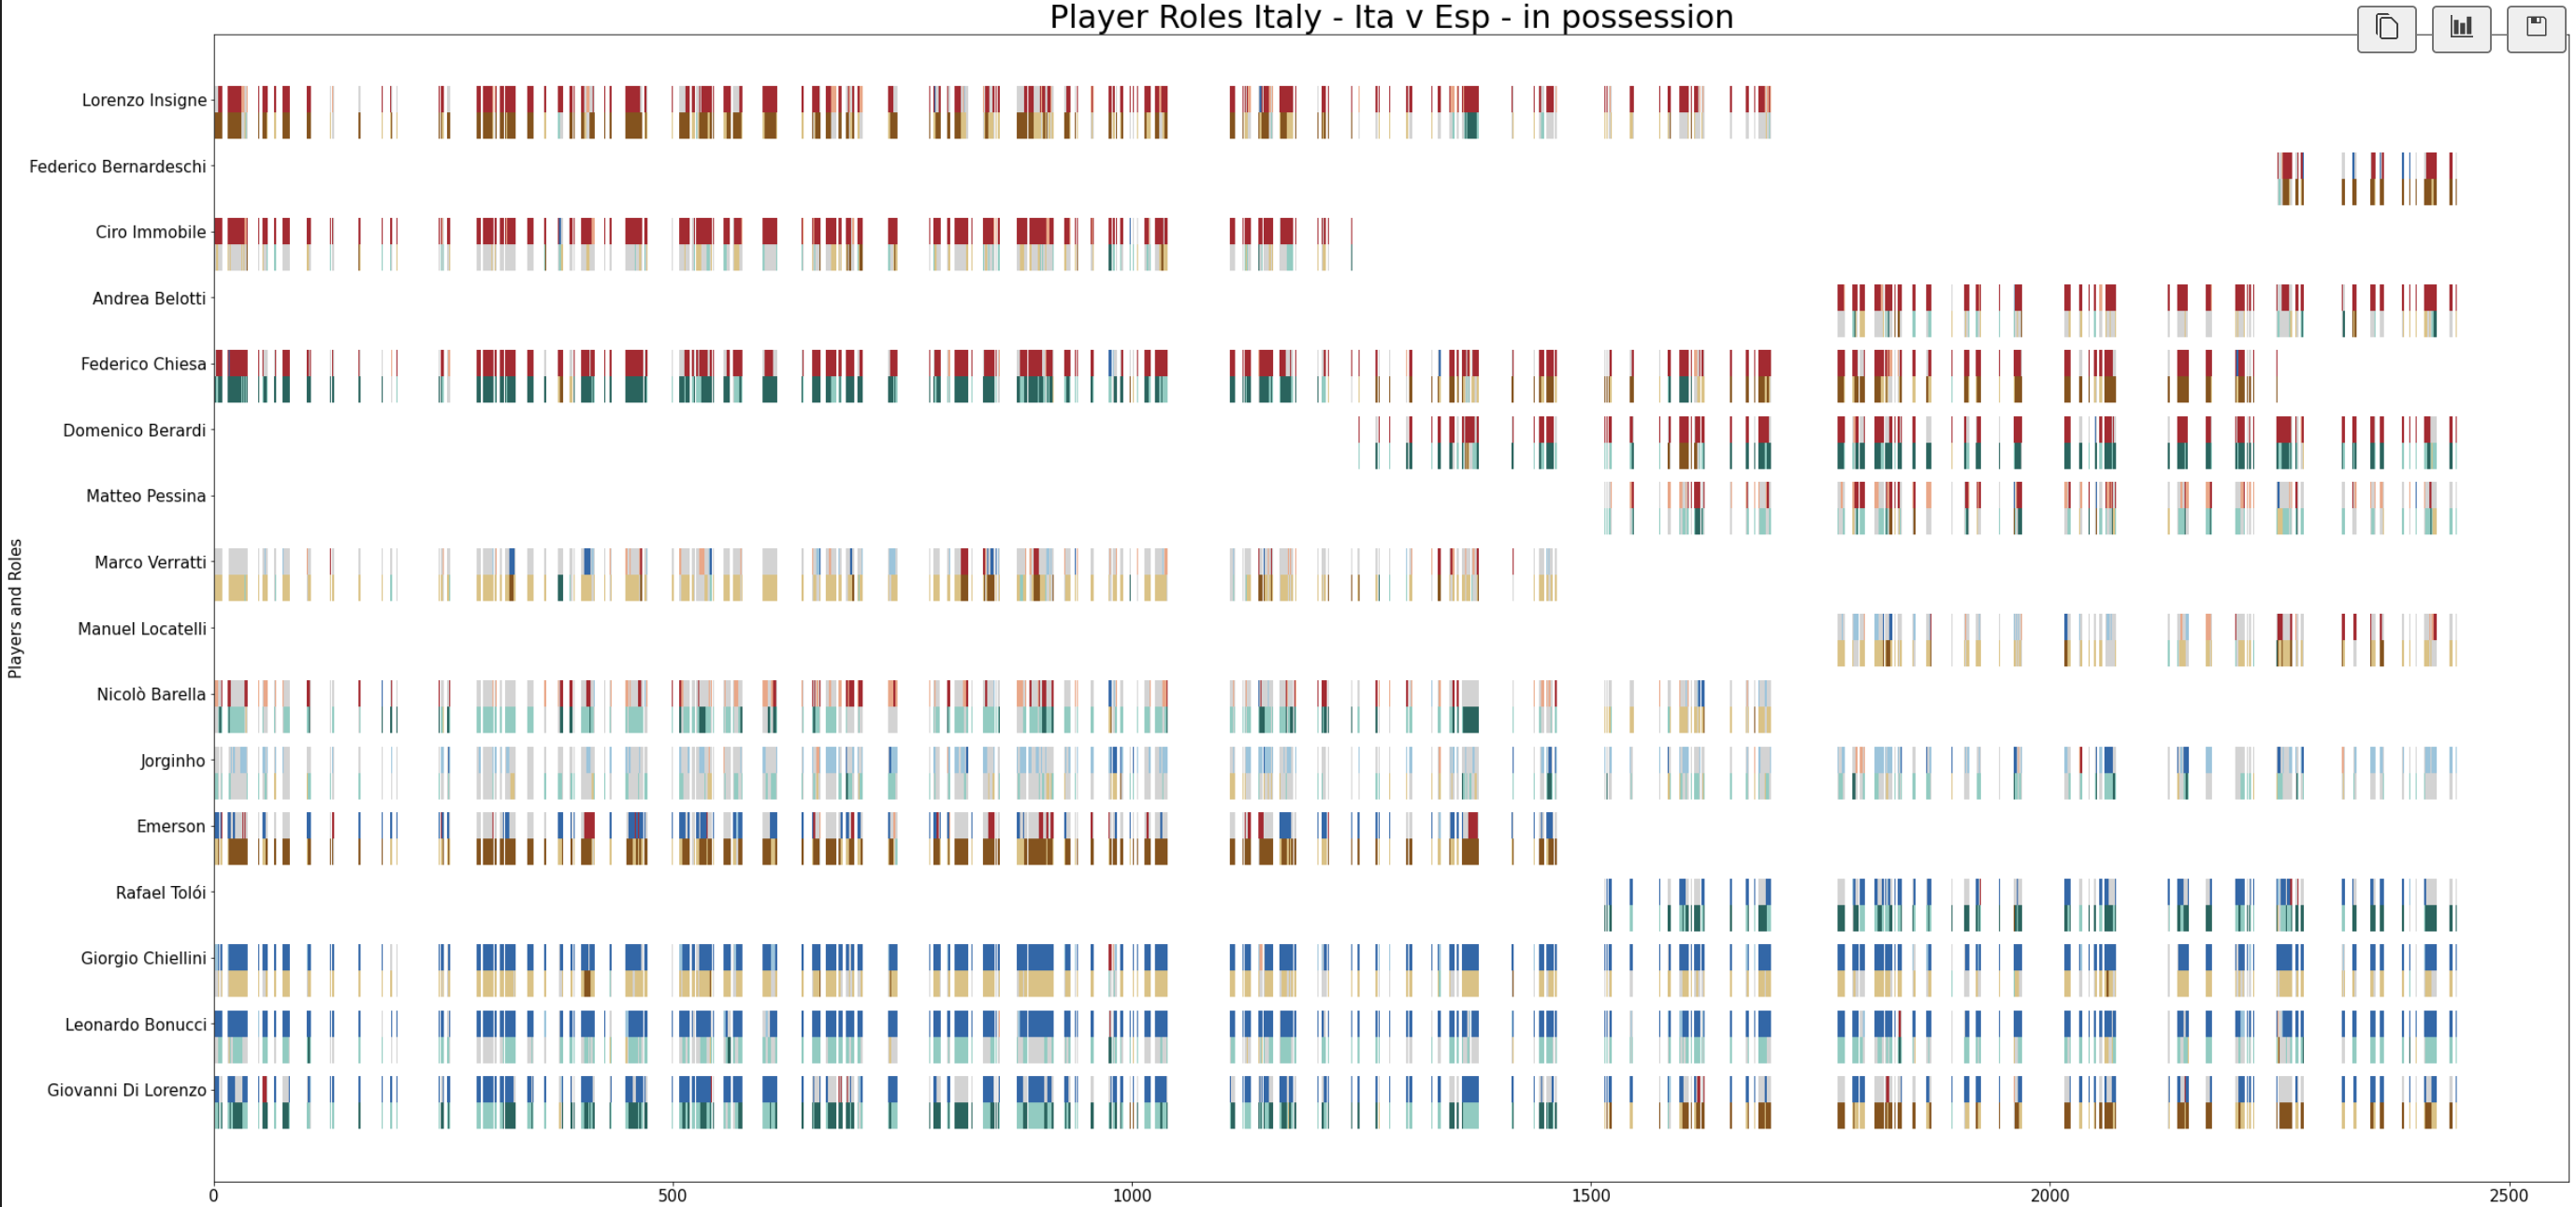 Player Roles Italy - Ita v Esp - in possession
Players and Roles
Lorenzo Insigne
Federico Bernardeschi
Ciro Immobile
Andrea Belotti
Federico Chiesa
Domenico Berardi
Matteo Pessina
Marco Verratti
Manuel Locatelli
Nicolò Barella
Jorginho
Emerson
Rafael Tolói
Giorgio Chiellini
Leonardo Bonucci
Giovanni Di Lorenzo
0 500 1000 1500 2000 2500